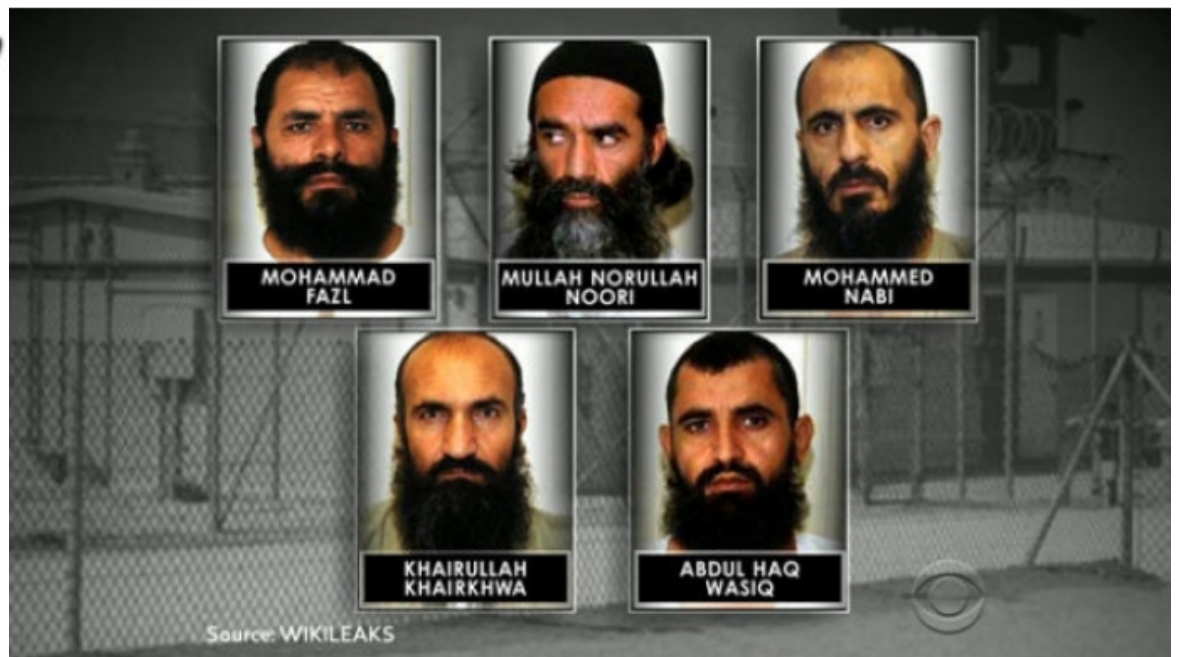 MOHAMMAD
FAZL
MULLAH NORULLAH
NOORI
MOHAMMED
NABI
KHAIRULLAH
KHAIRKHWA
ABDUL HAQ
WASIQ
Source: WIKILEAKS